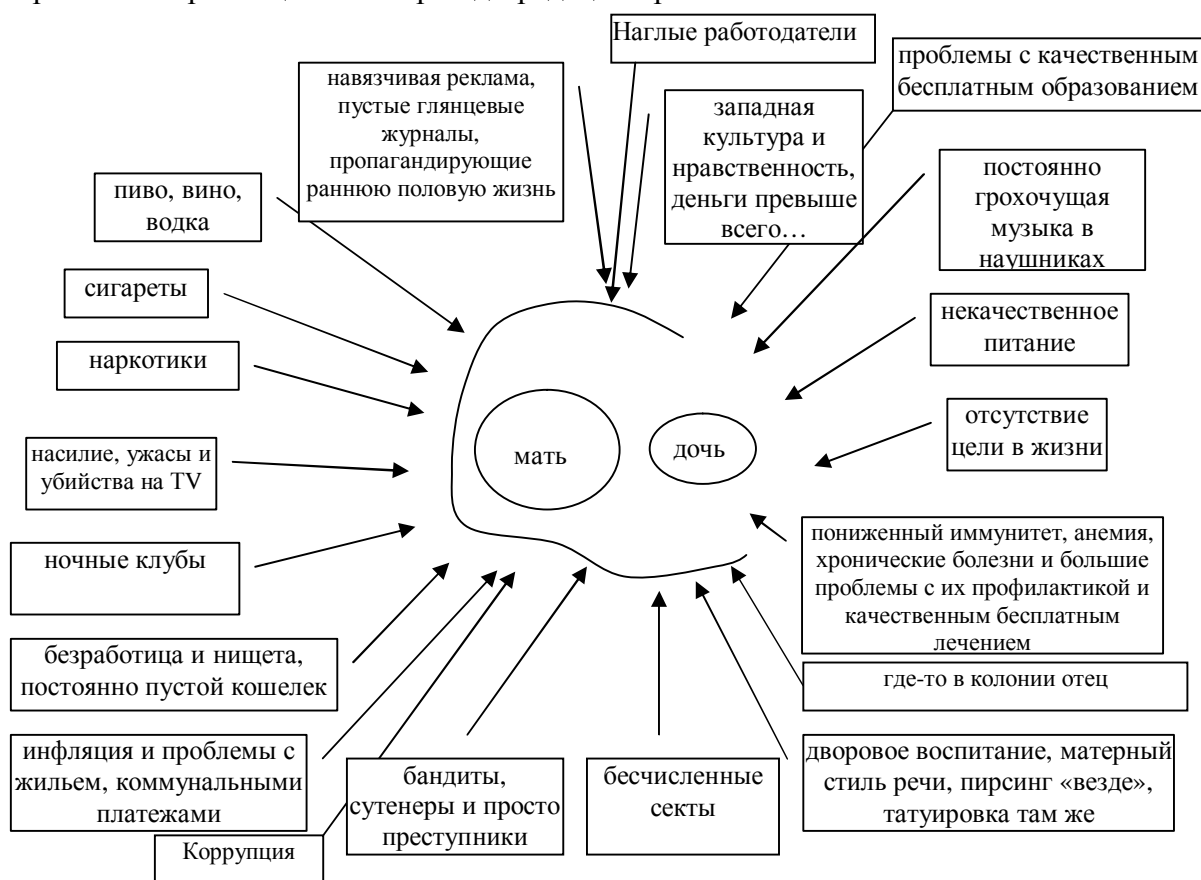 Наглые работодатели
проблемы с качественным
бесплатным образованием
навязчивая реклама,
пустые глянцевые
журналы,
пропагандирующие
раннюю половую жизнь
западная
культура и
нравственность,
деньги превыше
всего…
постоянно
грохочущая
музыка в
наушниках
пиво, вино,
водка
сигареты
некачественное
питание
наркотики
отсутствие
цели в жизни
мать
дочь
насилие, ужасы и
убийства на TV
ночные клубы
пониженный иммунитет, анемия,
хронические болезни и большие
проблемы с их профилактикой и
качественным бесплатным
лечением
безработица и нищета,
постоянно пустой кошелек
где-то в колонии отец
инфляция и проблемы с
жильем, коммунальными
платежами
бандиты,
сутенеры и просто
преступники
бесчисленные
секты
дворовое воспитание, матерный
стиль речи, пирсинг «везде»,
татуировка там же
Коррупция